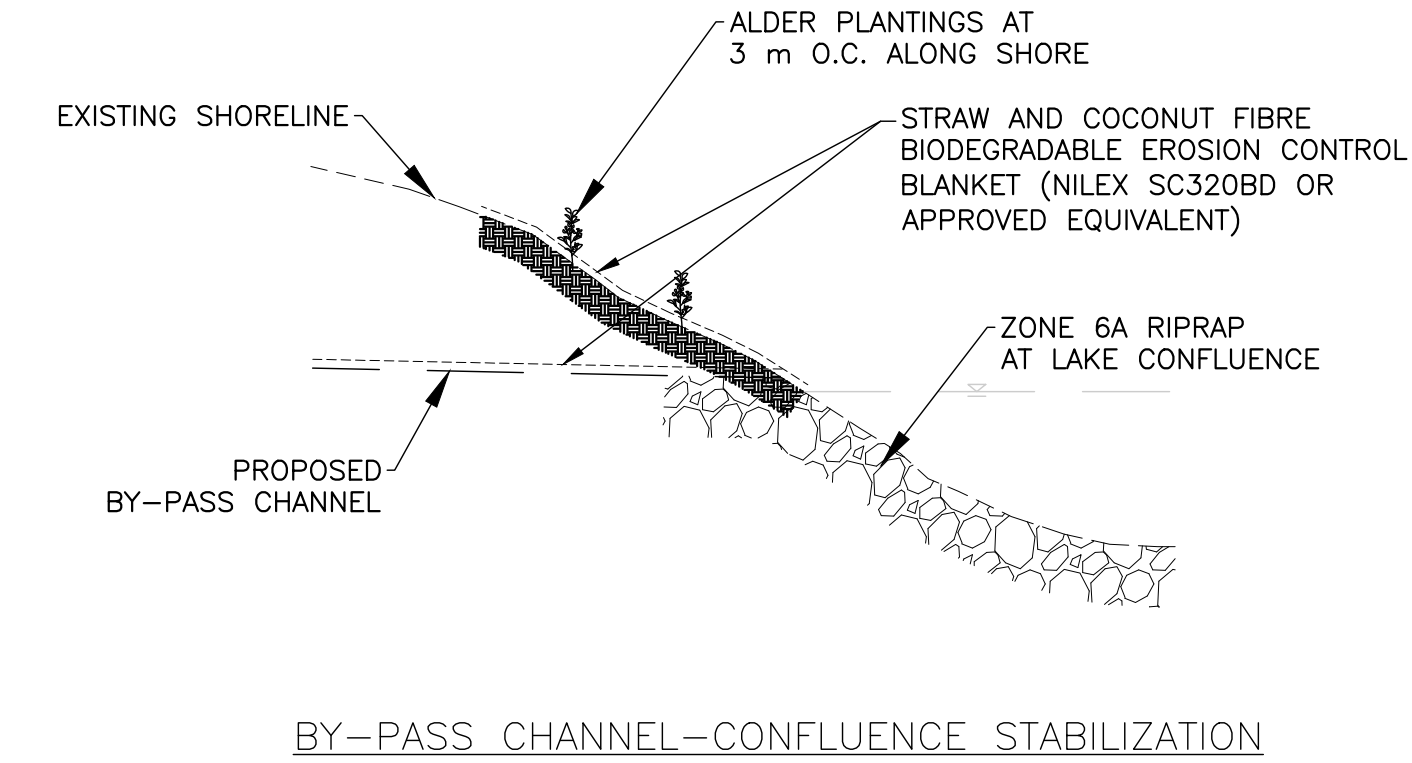 ALDER PLANTINGS AT
3 m O.C. ALONG SHORE
EXISTING SHORELINE
STRAW AND COCONUT FIBRE
BIODEGRADABLE EROSION CONTROL
BLANKET (NILEX SC320BD OR
APPROVED EQUIVALENT)
ZONE 6A RIPRAP
AT LAKE CONFLUENCE
PROPOSED
BY-PASS CHANNEL
BY-PASS CHANNEL-CONFLUENCE STABILIZATION